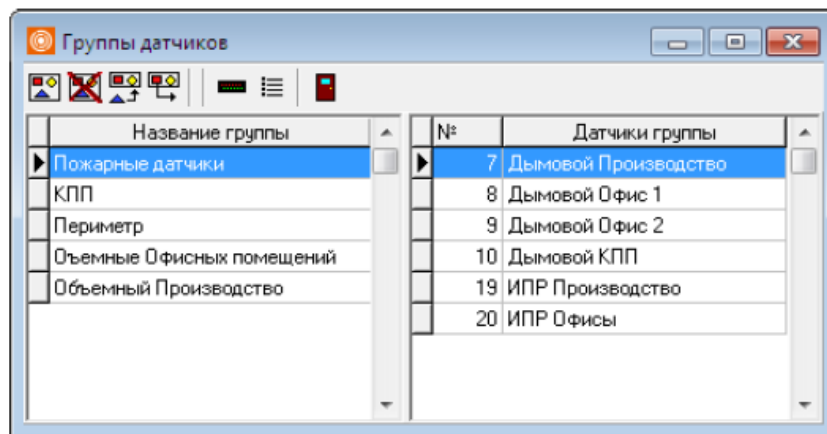 Группы датчиков
Название группы
Пожарные датчики
КПП
Периметр
Оъемные Офисных помещений
Объемный Производство
№ Датчики группы
7 Дымовой Производство
8 Дымовой Офис 1
9 Дымовой Офис 2
10 Дымовой КПП
19 ИПР Производство
20 ИПР Офисы